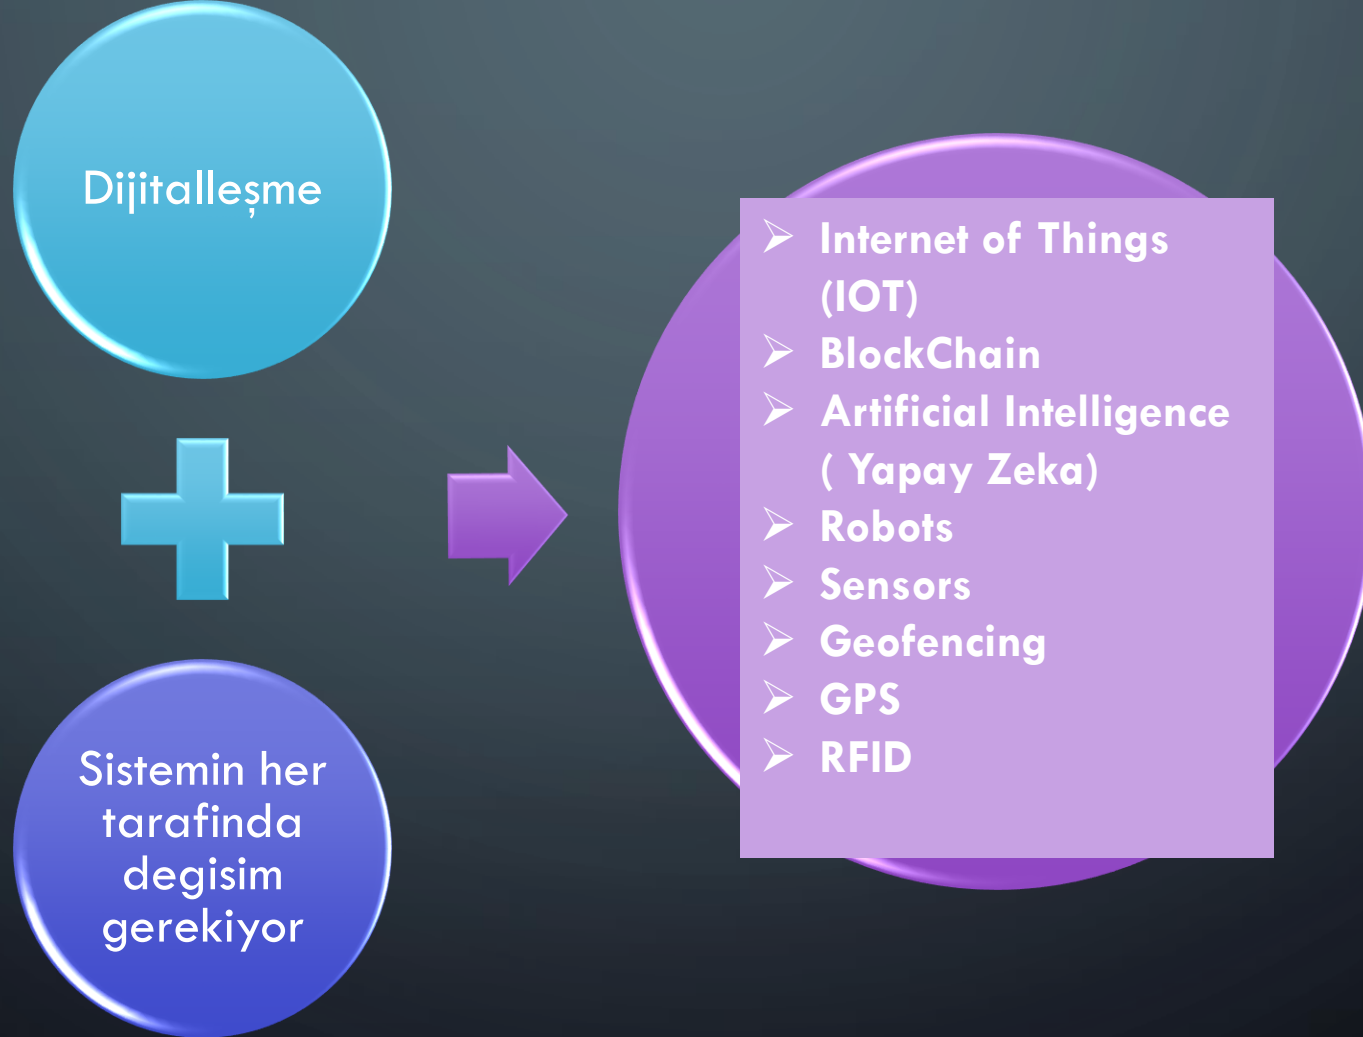 Dijitalleşme
Sistemin her
tarafinda
degisim
gerekiyor
➢ Internet of Things
(IOT)
➢ BlockChain
➢ Artificial Intelligence
( Yapay Zeka)
➢ Robots
➢ Sensors
➢ Geofencing
➢ GPS
➢ RFID